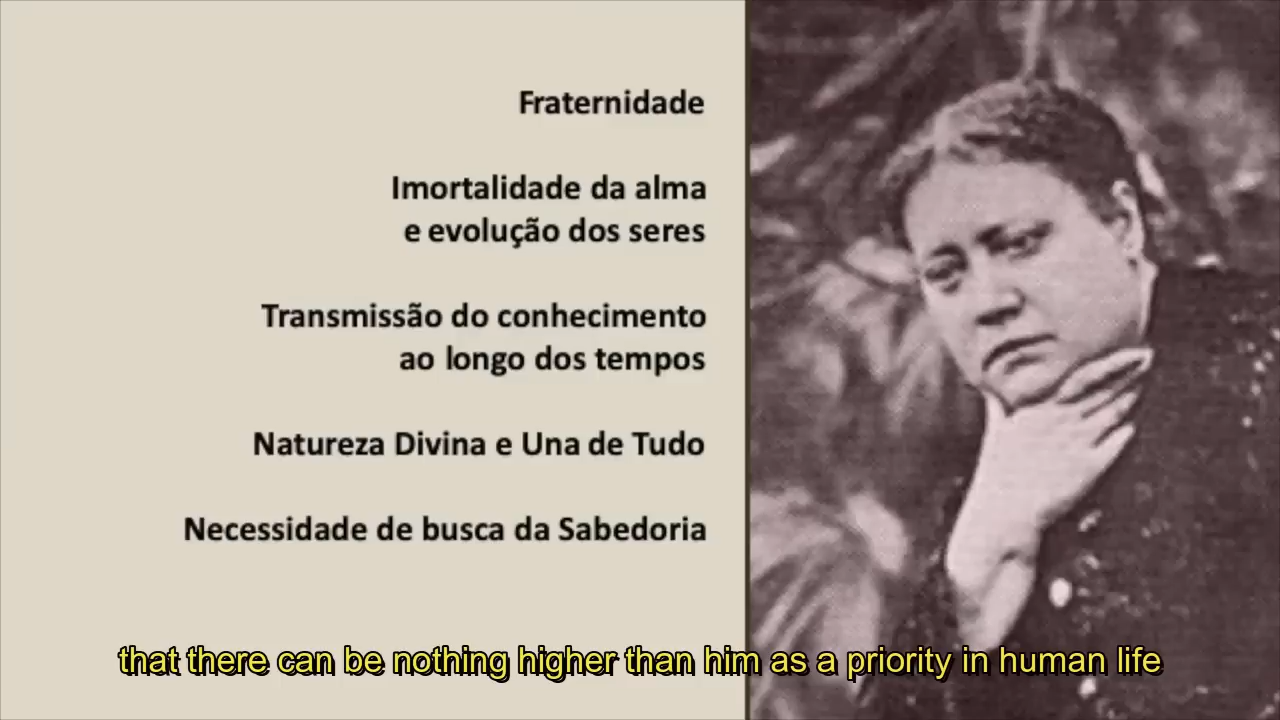 Fraternidade
Imortalidade da alma
e evolução dos seres
Transmissão do conhecimento
ao longo dos tempos
Natureza Divina e Una de Tudo
Necessidade de busca da Sabedoria
that there can be nothing higher than him as a priority in human life